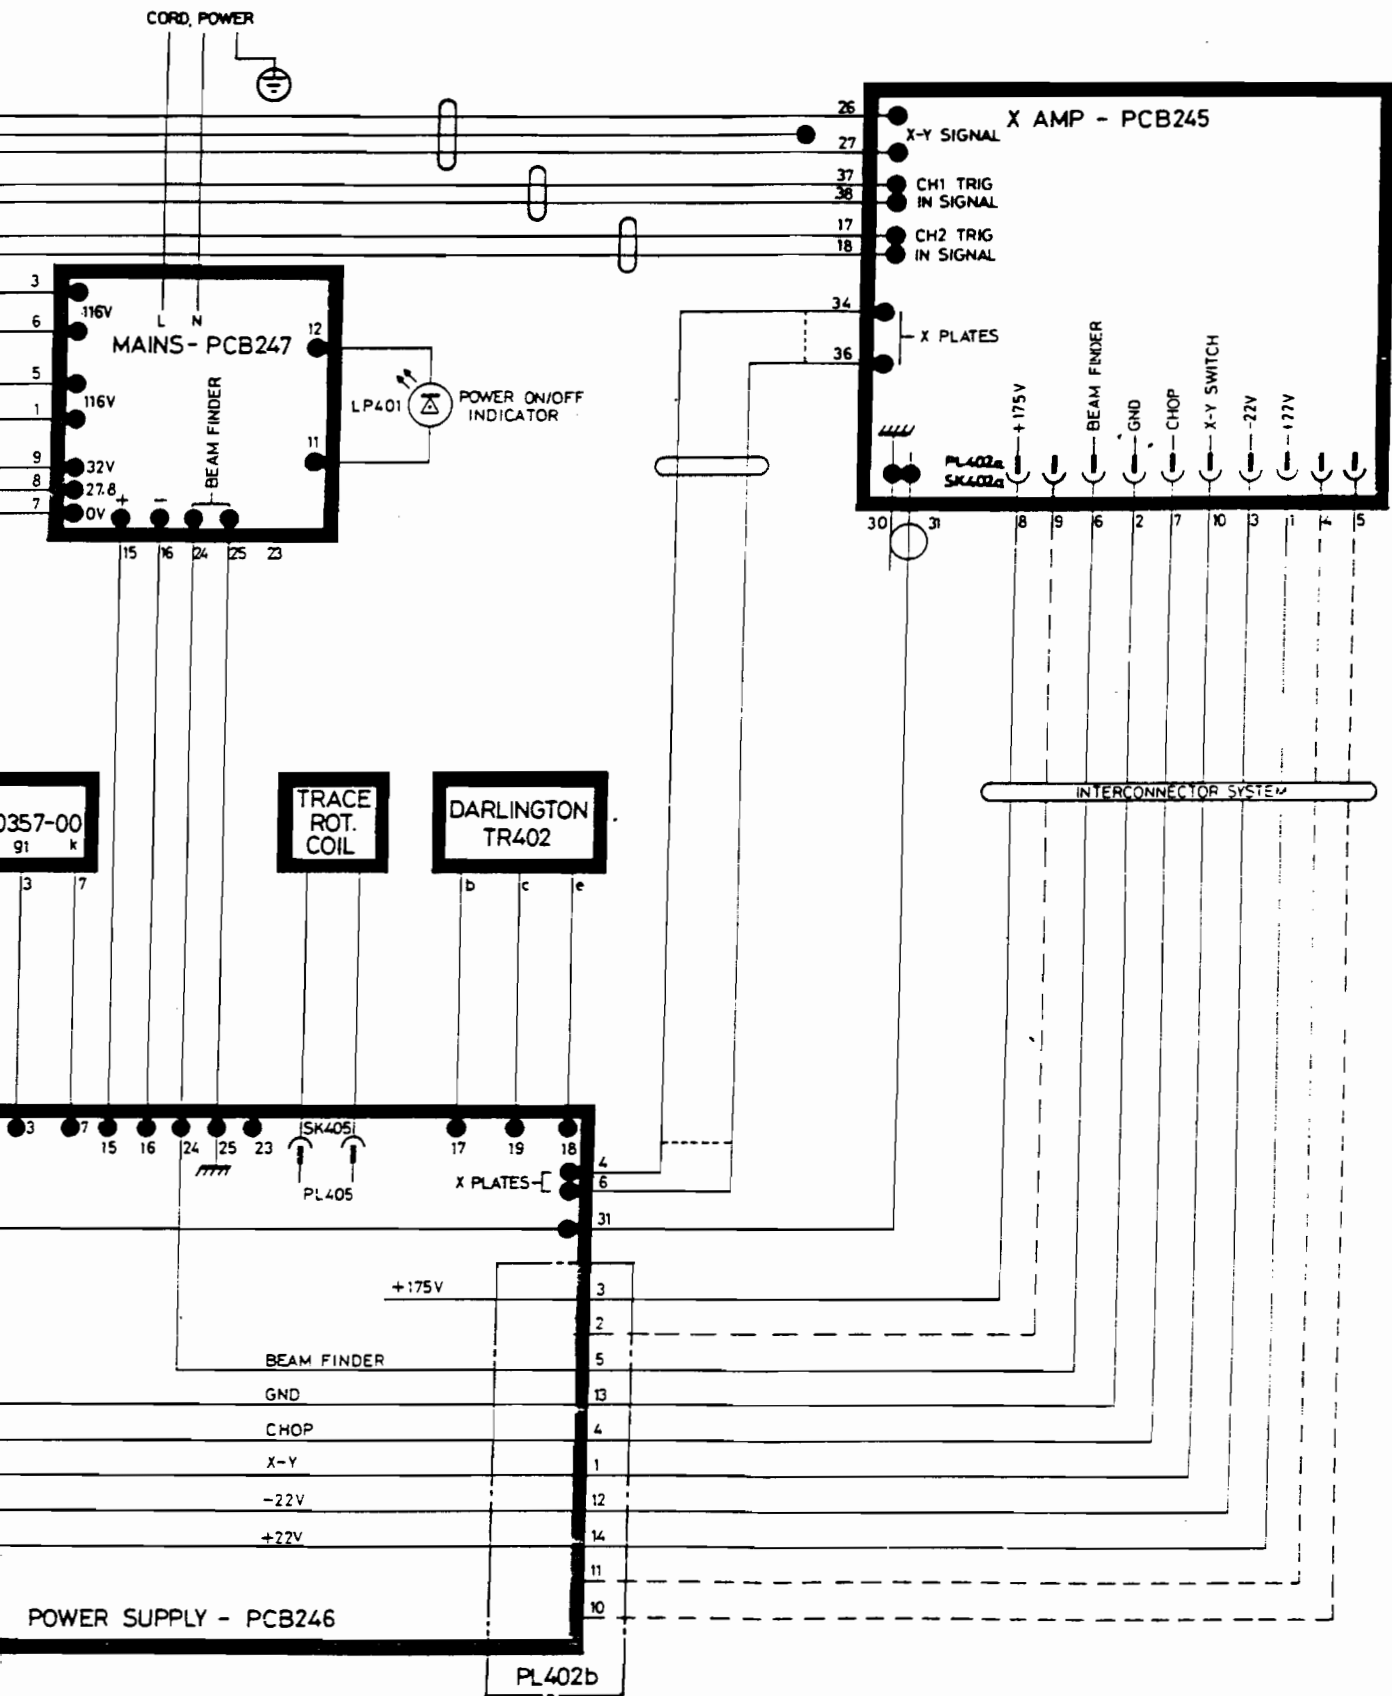 CORD, POWER
26
X AMP - PCB245
X-Y SIGNAL
27
37
CH1 TRIG
38
IN SIGNAL
17
CH2 TRIG
18
IN SIGNAL
3
116V
L N
6
MAINS - PCB247
12
34
X PLATES
36
5
116V
1
BEAM FINDER
LP401
POWER ON/OFF
INDICATOR
11
9
32V
8
27.8
7
0V
+
-
15
16
24
25
23
+175V
BEAM FINDER
GND
CHOP
X-Y SWITCH
-22V
+22V
PL402a
SK402a
30
31
8
9
6
2
7
10
3
1
4
5
INTERCONNECTOR SYSTEM
0357-00
g1 k
3
7
TRACE
ROT.
COIL
DARLINGTON
TR402
b
c
e
3
7
15
16
24
25
23
SK405
PL405
17
19
18
X PLATES
4
6
31
+175V
3
2
BEAM FINDER
5
GND
13
CHOP
4
X-Y
1
-22V
12
+22V
14
11
10
POWER SUPPLY - PCB246
PL402b